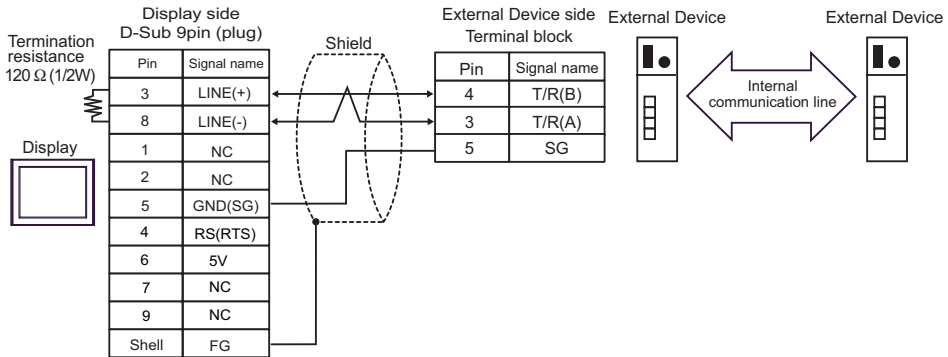 Display side
D-Sub 9pin (plug)
Termination
resistance
120 Ω (1/2W)
Pin Signal name
3 LINE(+)
8 LINE(-)
1 NC
2 NC
5 GND(SG)
4 RS(RTS)
6 5V
7 NC
9 NC
Shell FG
Display
Shield
External Device side
Terminal block
Pin Signal name
4 T/R(B)
3 T/R(A)
5 SG
External Device
Internal
communication line
External Device